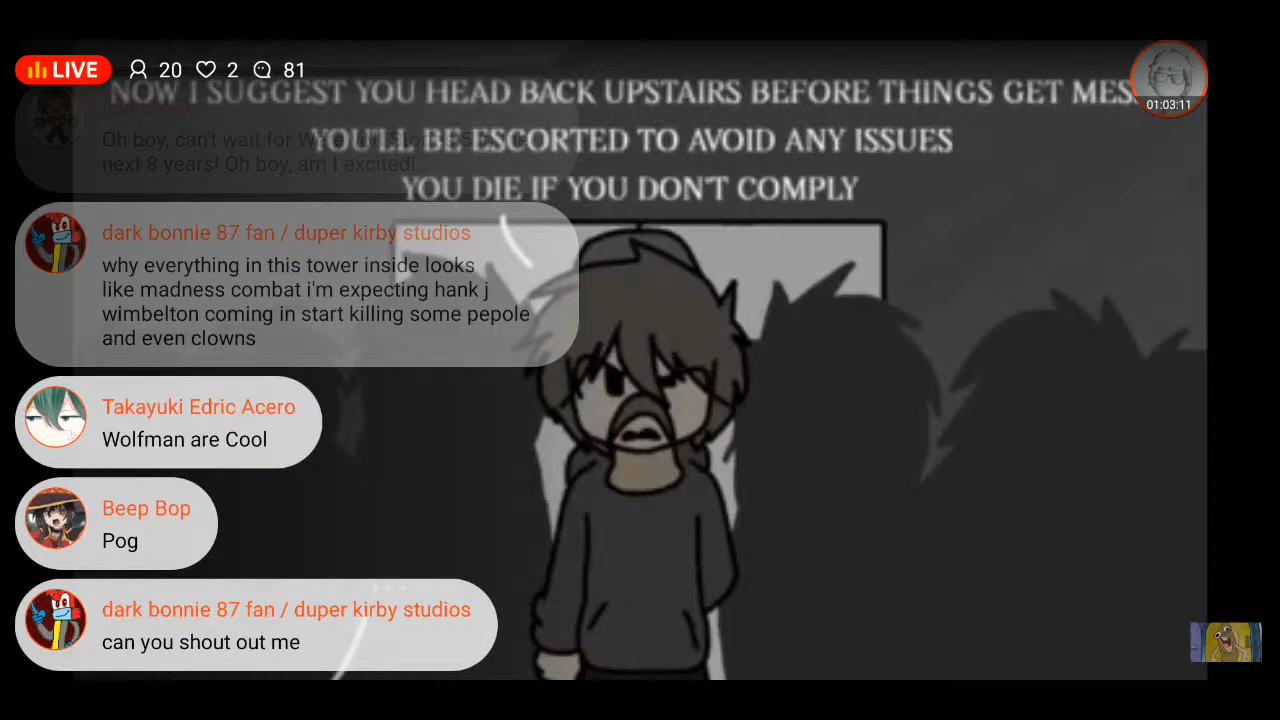 LIVE 20 2 81
01:03:11
NOW I SUGGEST YOU HEAD BACK UPSTAIRS BEFORE THINGS GET MES
YOU'LL BE ESCORTED TO AVOID ANY ISSUES
YOU DIE IF YOU DON'T COMPLY
Oh boy, can't wait for
next 8 years! Oh boy, am I excited!
dark bonnie 87 fan / duper kirby studios
why everything in this tower inside looks
like madness combat i'm expecting hank j
wimbelton coming in start killing some pepole
and even clowns
Takayuki Edric Acero
Wolfman are Cool
Beep Bop
Pog
dark bonnie 87 fan / duper kirby studios
can you shout out me